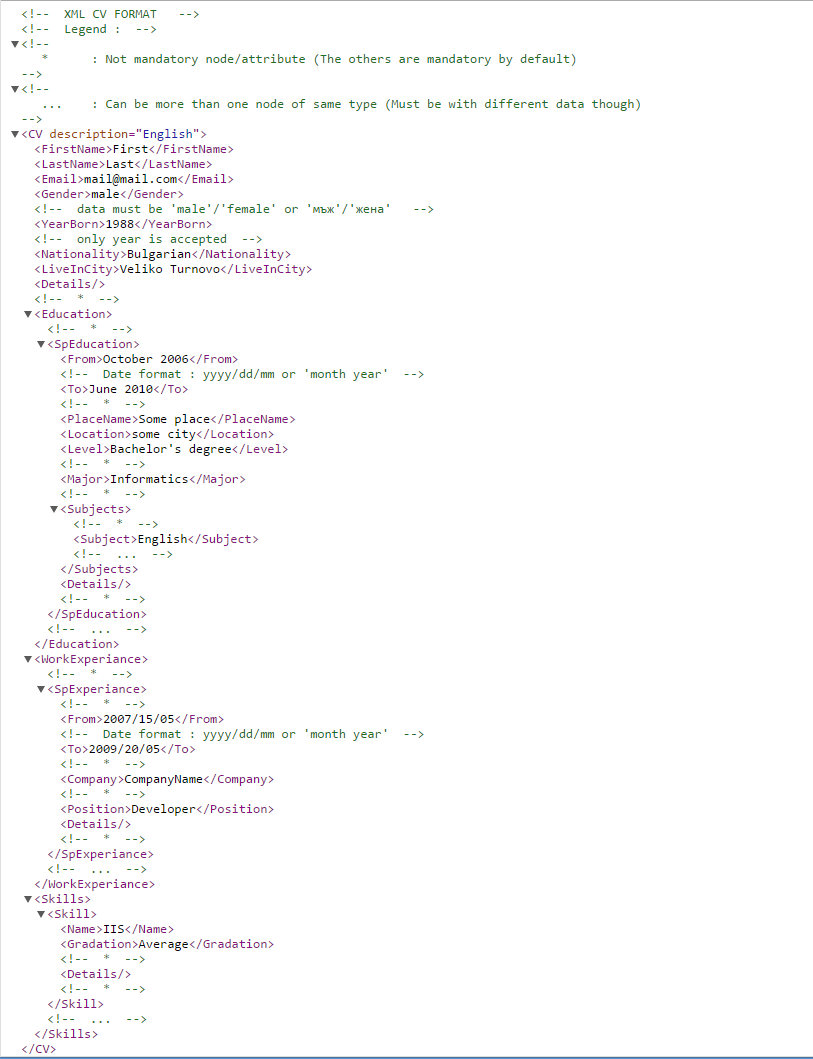 <!--  XML CV FORMAT   -->
<!--  Legend :  -->
▼<!--
*      : Not mandatory node/attribute (The others are mandatory by default)
-->
▼<!--
...    : Can be more than one node of same type (Must be with different data though)
-->
▼<CV description="English">
<FirstName>First</FirstName>
<LastName>Last</LastName>
<Email>mail@mail.com</Email>
<Gender>male</Gender>
<!--  data must be 'male'/'female' or 'мъж'/'жена'   -->
<YearBorn>1988</YearBorn>
<!--  only year is accepted  -->
<Nationality>Bulgarian</Nationality>
<LiveInCity>Veliko Turnovo</LiveInCity>
<Details/>
<!--  *  -->
▼<Education>
<!--  *  -->
▼<SpEducation>
<From>October 2006</From>
<!--  Date format : yyyy/dd/mm or 'month year'  -->
<To>June 2010</To>
<!--  *  -->
<PlaceName>Some place</PlaceName>
<Location>some city</Location>
<Level>Bachelor's degree</Level>
<!--  *  -->
<Major>Informatics</Major>
<!--  *  -->
▼<Subjects>
<!--  *  -->
<Subject>English</Subject>
<!--  ...  -->
</Subjects>
<Details/>
<!--  *  -->
</SpEducation>
<!--  ...  -->
</Education>
▼<WorkExperiance>
<!--  *  -->
▼<SpExperiance>
<!--  *  -->
<From>2007/15/05</From>
<!--  Date format : yyyy/dd/mm or 'month year'  -->
<To>2009/20/05</To>
<!--  *  -->
<Company>CompanyName</Company>
<!--  *  -->
<Position>Developer</Position>
<Details/>
<!--  *  -->
</SpExperiance>
<!--  ...  -->
</WorkExperiance>
▼<Skills>
▼<Skill>
<Name>IIS</Name>
<Gradation>Average</Gradation>
<!--  *  -->
<Details/>
<!--  *  -->
</Skill>
<!--  ...  -->
</Skills>
</CV>